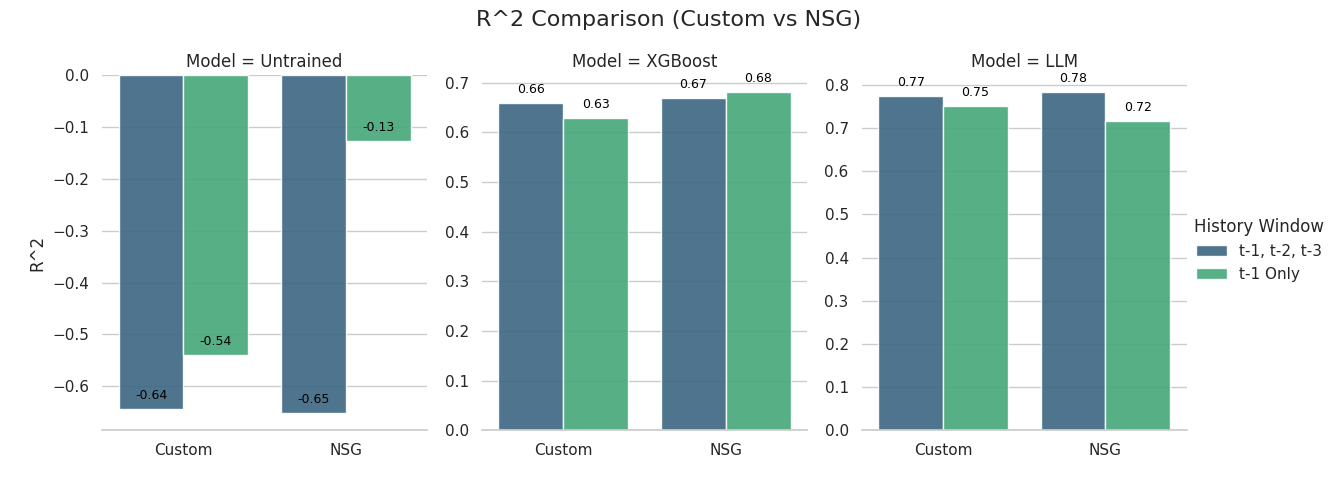 R^2 Comparison (Custom vs NSG)
Model = Untrained
0.0
−0.1
−0.2
−0.3
−0.4
−0.5
−0.6
R^2
-0.64
-0.54
-0.65
-0.13
Custom
NSG
Model = XGBoost
0.7
0.6
0.5
0.4
0.3
0.2
0.1
0.0
0.66
0.63
0.67
0.68
Custom
NSG
Model = LLM
0.8
0.7
0.6
0.5
0.4
0.3
0.2
0.1
0.0
0.77
0.75
0.78
0.72
Custom
NSG
History Window
t-1, t-2, t-3
t-1 Only